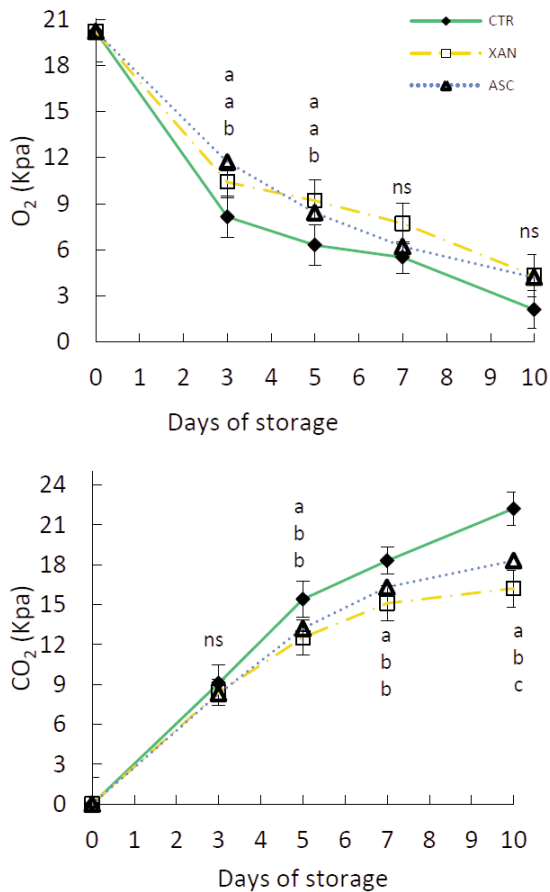 21
18
15
12
9
6
3
0
O2 (Kpa)
CTR
XAN
ASC
a
a
b
a
a
b
ns
ns
0 1 2 3 4 5 6 7 8 9 10
Days of storage
24
21
18
15
12
9
6
3
0
CO2 (Kpa)
ns
a
b
b
a
b
b
a
b
c
0 1 2 3 4 5 6 7 8 9 10
Days of storage